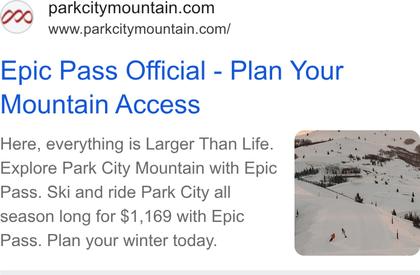 parkcitymountain.com
www.parkcitymountain.com/
Epic Pass Official - Plan Your
Mountain Access
Here, everything is Larger Than Life.
Explore Park City Mountain with Epic
Pass. Ski and ride Park City all
season long for $1,169 with Epic
Pass. Plan your winter today.